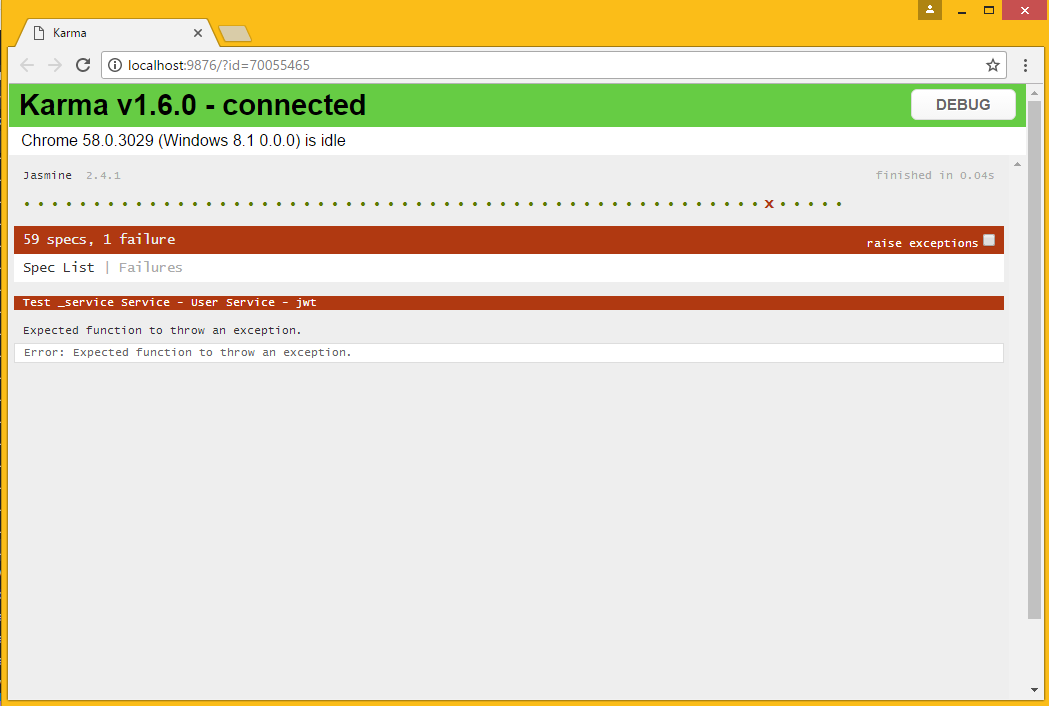 Karma
localhost:9876/?id=70055465
Karma v1.6.0 - connected
DEBUG
Chrome 58.0.3029 (Windows 8.1 0.0.0) is idle
Jasmine 2.4.1
finished in 0.04s
x
59 specs, 1 failure
raise exceptions
Spec List | Failures
Test _service Service - User Service - jwt
Expected function to throw an exception.
Error: Expected function to throw an exception.